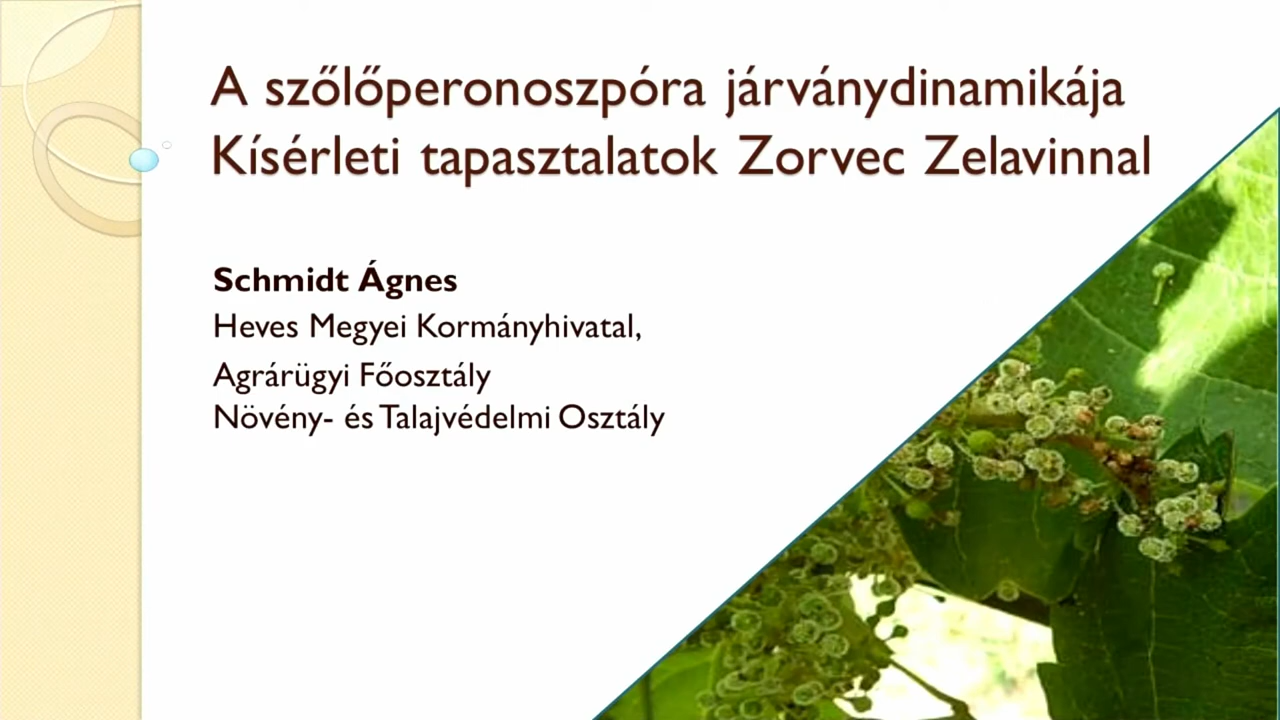 A szőlőperonoszpóra járványdinamikája
Kísérleti tapasztalatok Zorvec Zelavinnal
Schmidt Ágnes
Heves Megyei Kormányhivatal,
Agrárügyi Főosztály
Növény- és Talajvédelmi Osztály